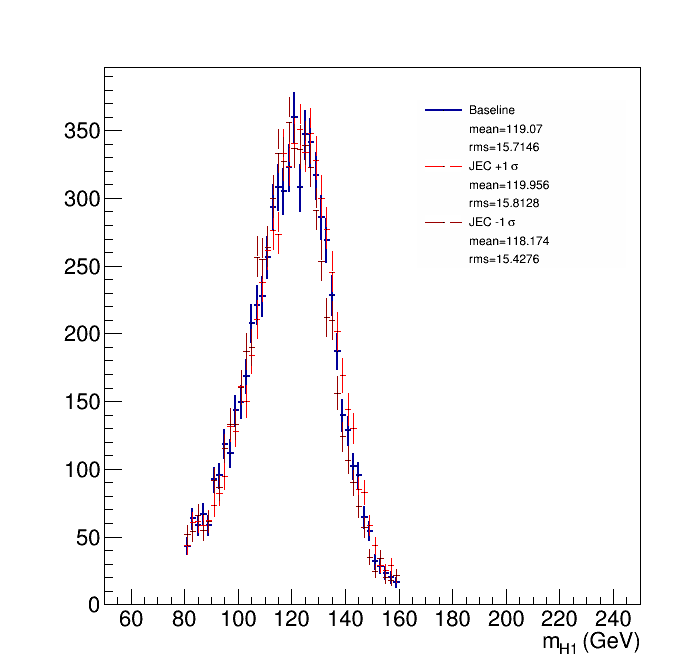 350
300
250
200
150
100
50
0
Baseline
mean=119.07
rms=15.7146
JEC +1 σ
mean=119.956
rms=15.8128
JEC -1 σ
mean=118.174
rms=15.4276
60 80 100 120 140 160 180 200 220 240
m_H1 (GeV)